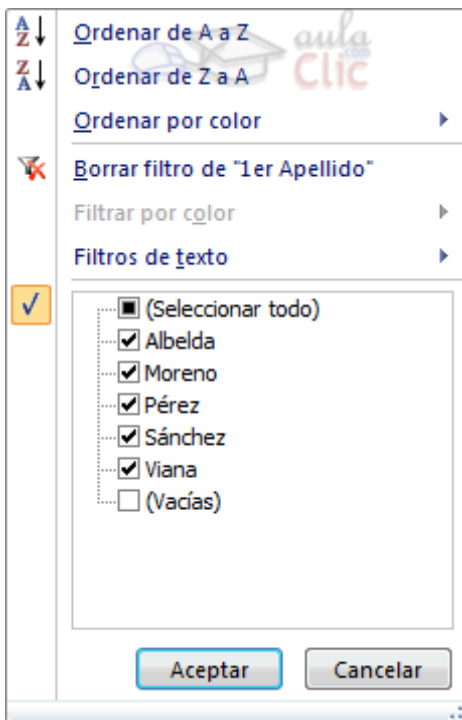 Ordenar de A a Z
aula
.com
Clic
Ordenar de Z a A
Ordenar por color
Borrar filtro de "1er Apellido"
Filtrar por color
Filtros de texto
(Seleccionar todo)
Albelda
Moreno
Pérez
Sánchez
Viana
(Vacías)
Aceptar Cancelar